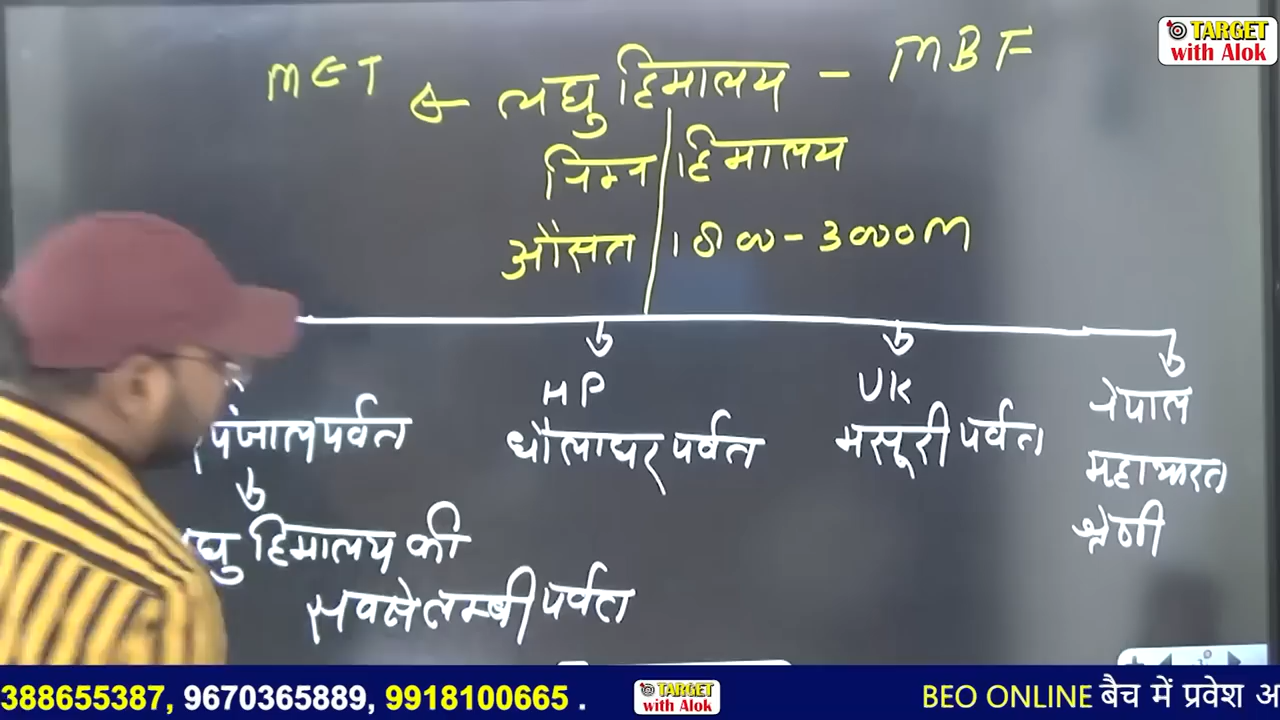 TARGET
with Alok
MCT ← लघु हिमालय - MBF
निम्न हिमालय
औसत 1800-3000m
HP
UK
नेपाल
पंजाल पर्वत
धौलाधर पर्वत
मसूरी पर्वत
महाभारत
श्रेणी
घु हिमालय की
सबसे लम्बी पर्वत
388655387, 9670365889, 9918100665 .
TARGET
with Alok
BEO ONLINE बैच में प्रवेश